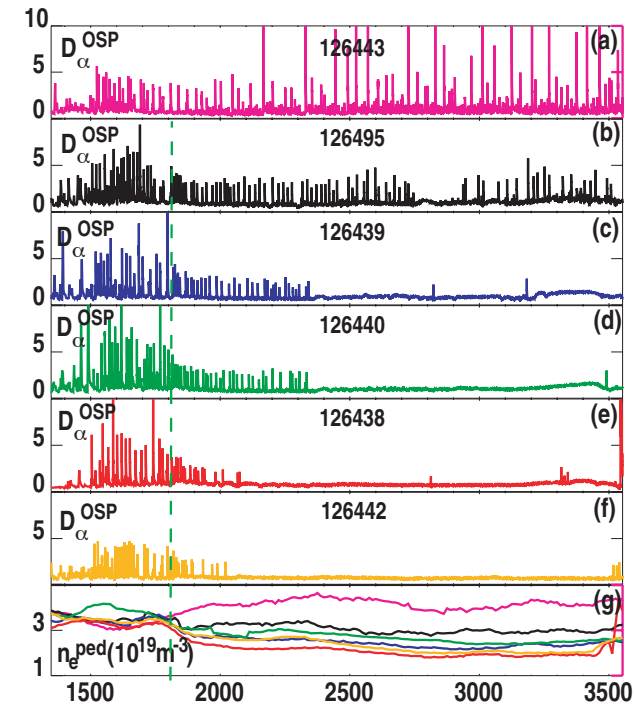 10 D_α^OSP 126443 (a)
5
0
D_α^OSP 126495 (b)
5
0
D_α^OSP 126439 (c)
5
0
D_α^OSP 126440 (d)
5
0
D_α^OSP 126438 (e)
5
0
D_α^OSP 126442 (f)
5
(g)
3
n_e^ped(10^19m^-3)
1
1500 2000 2500 3000 3500